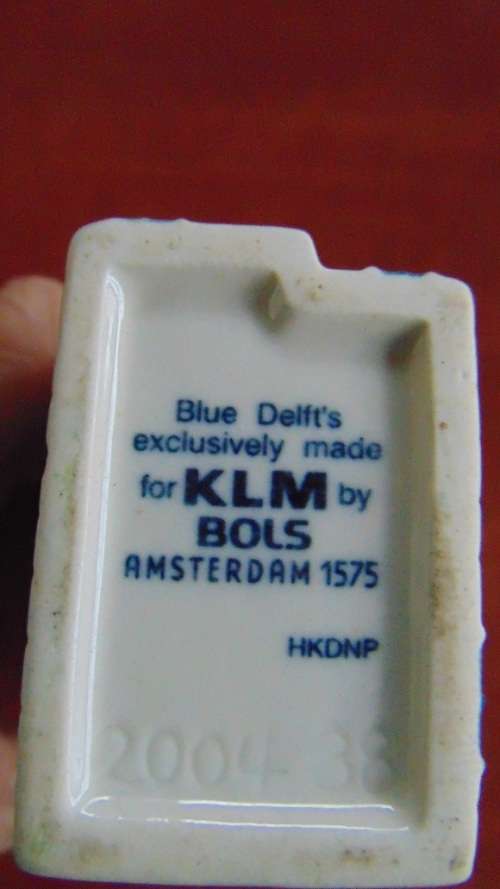 Blue Delft's
exclusively made
for KLM by
BOLS
AMSTERDAM 1575
HKDNP
2004 38